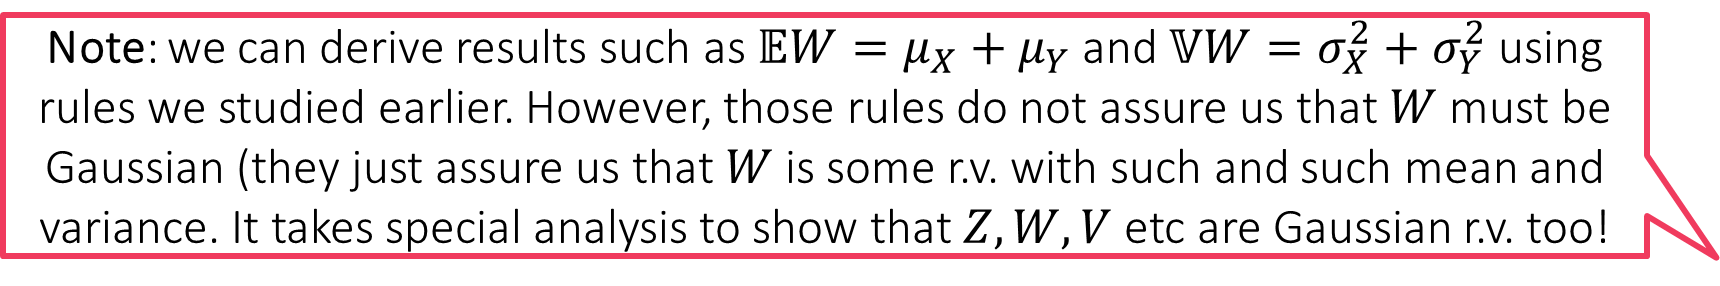 Note: we can derive results such as 𝔼𝑊 = 𝜇_𝑋 + 𝜇_𝑌 and 𝕍𝑊 = 𝜎_𝑋^2 + 𝜎_𝑌^2 using
rules we studied earlier. However, those rules do not assure us that 𝑊 must be
Gaussian (they just assure us that 𝑊 is some r.v. with such and such mean and
variance. It takes special analysis to show that 𝑍, 𝑊, 𝑉 etc are Gaussian r.v. too!